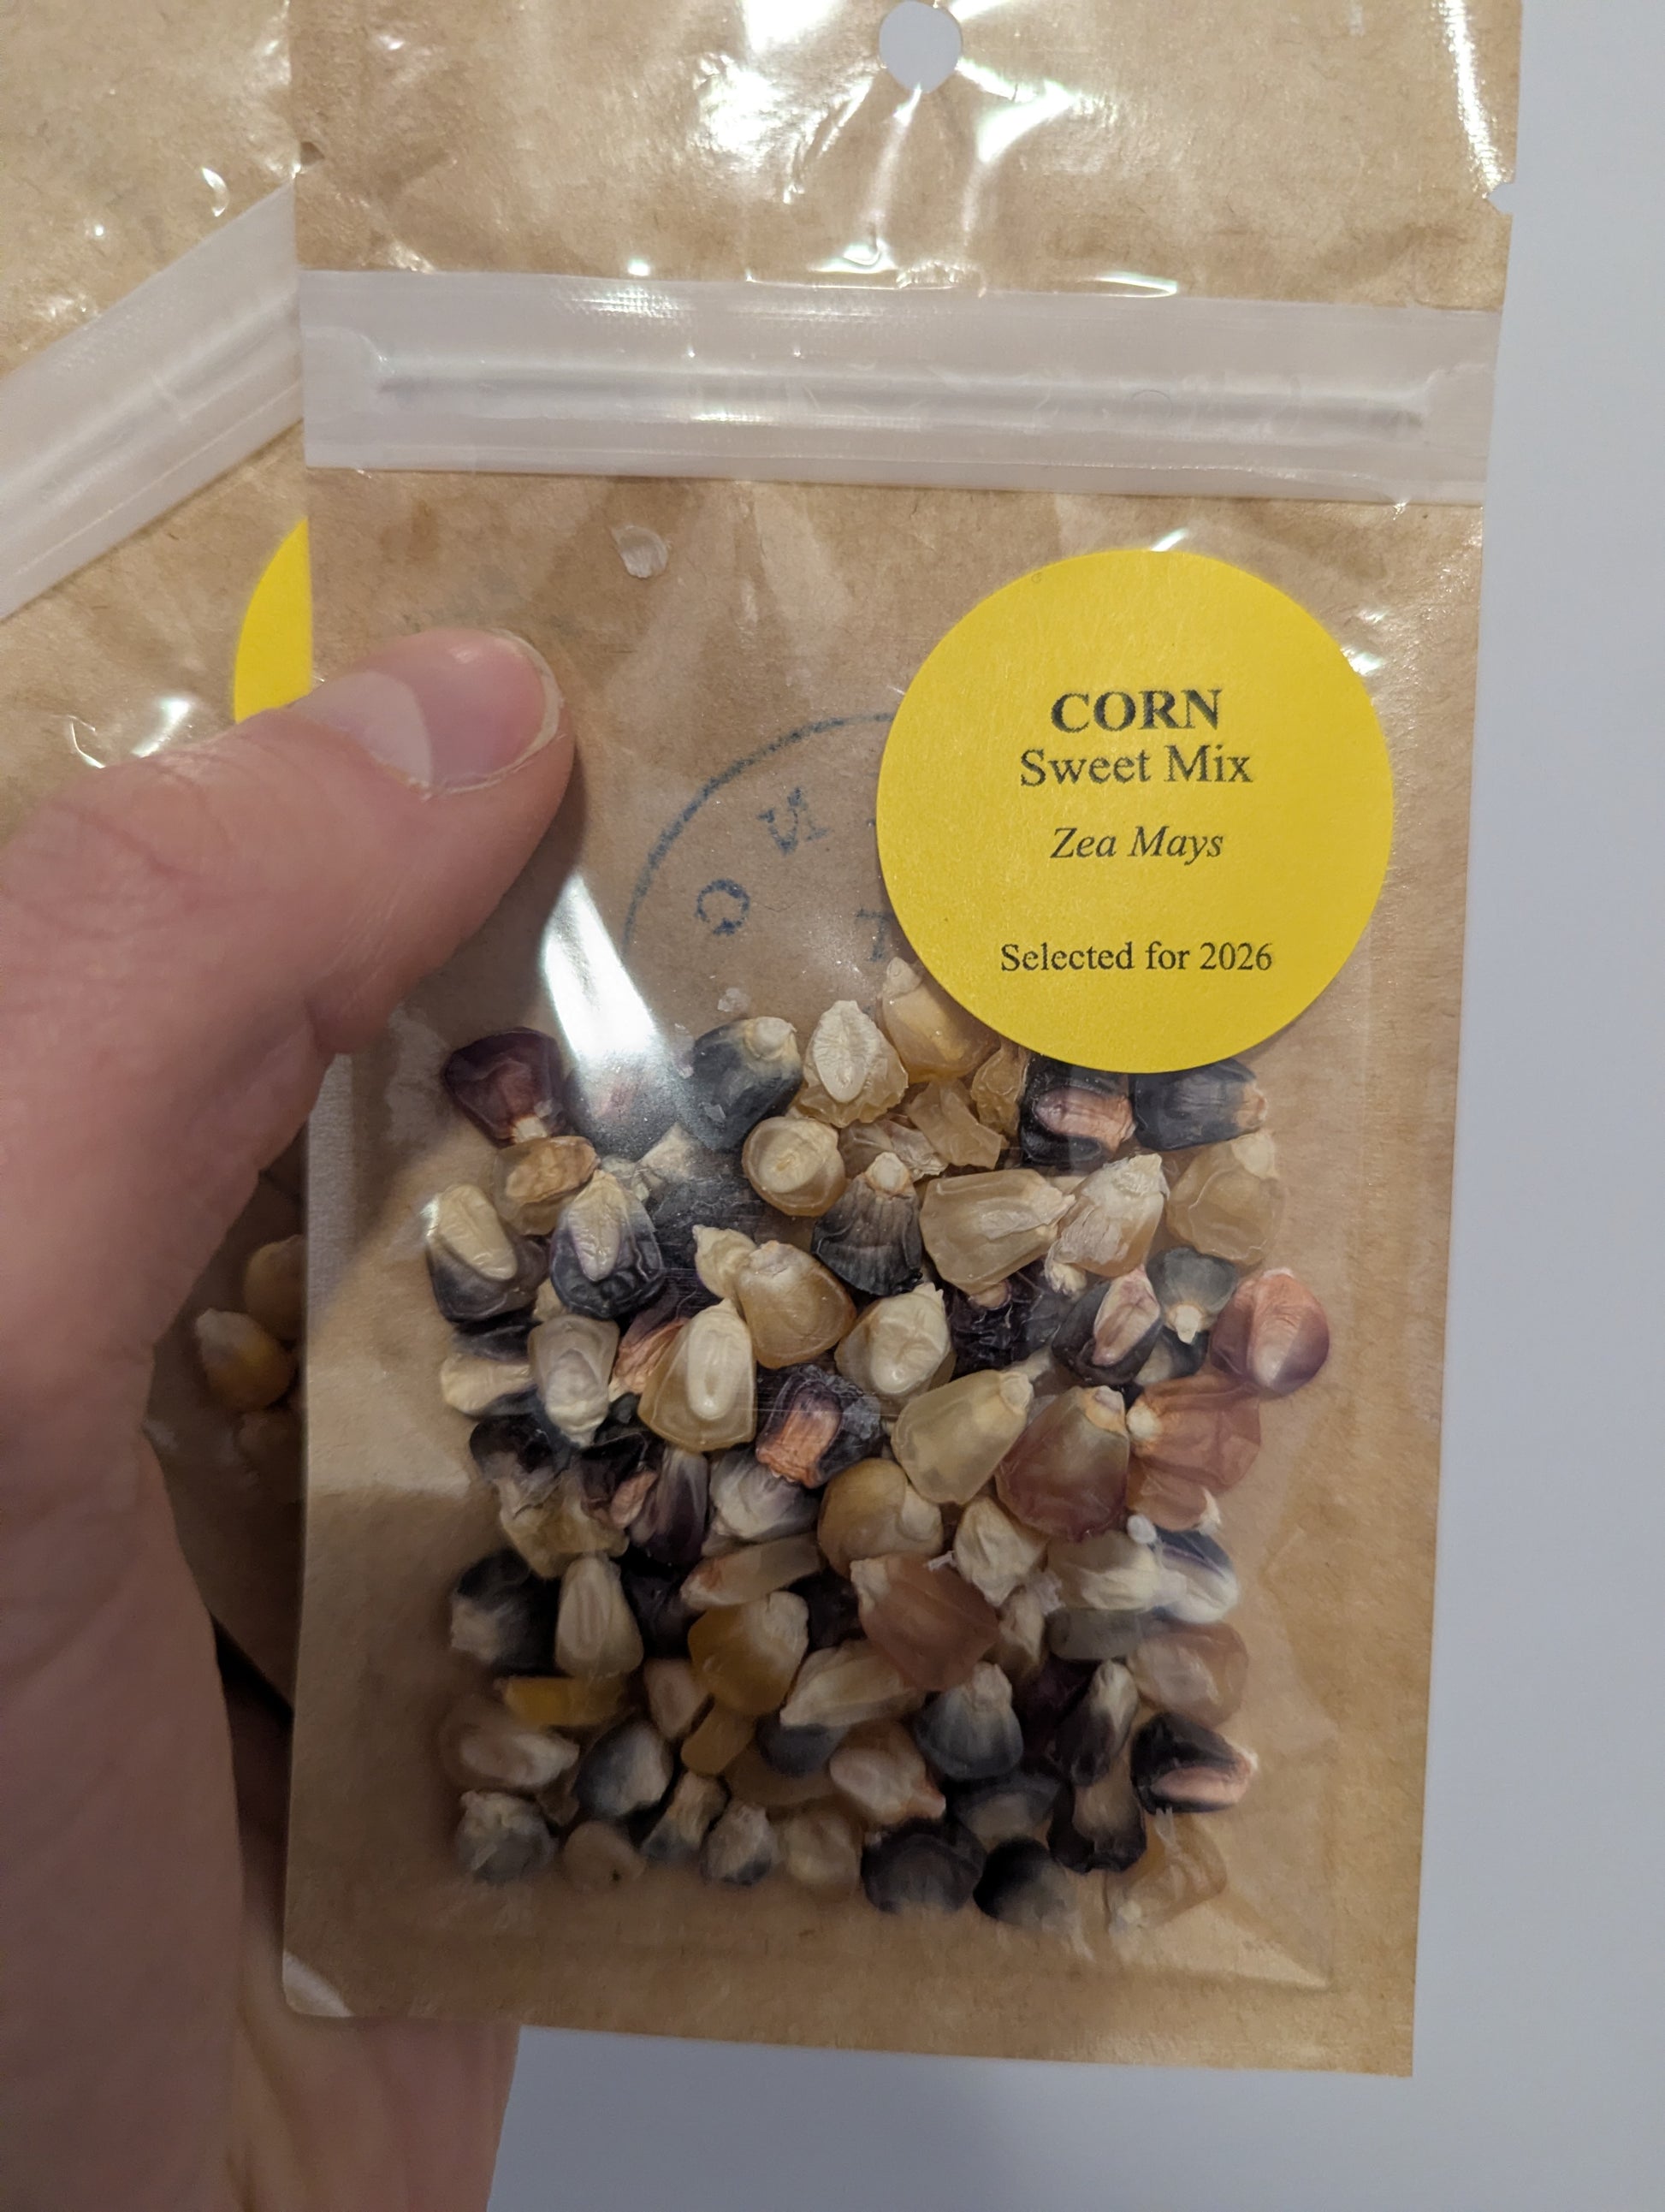 CORN
Sweet Mix
Zea Mays
Selected for 2026